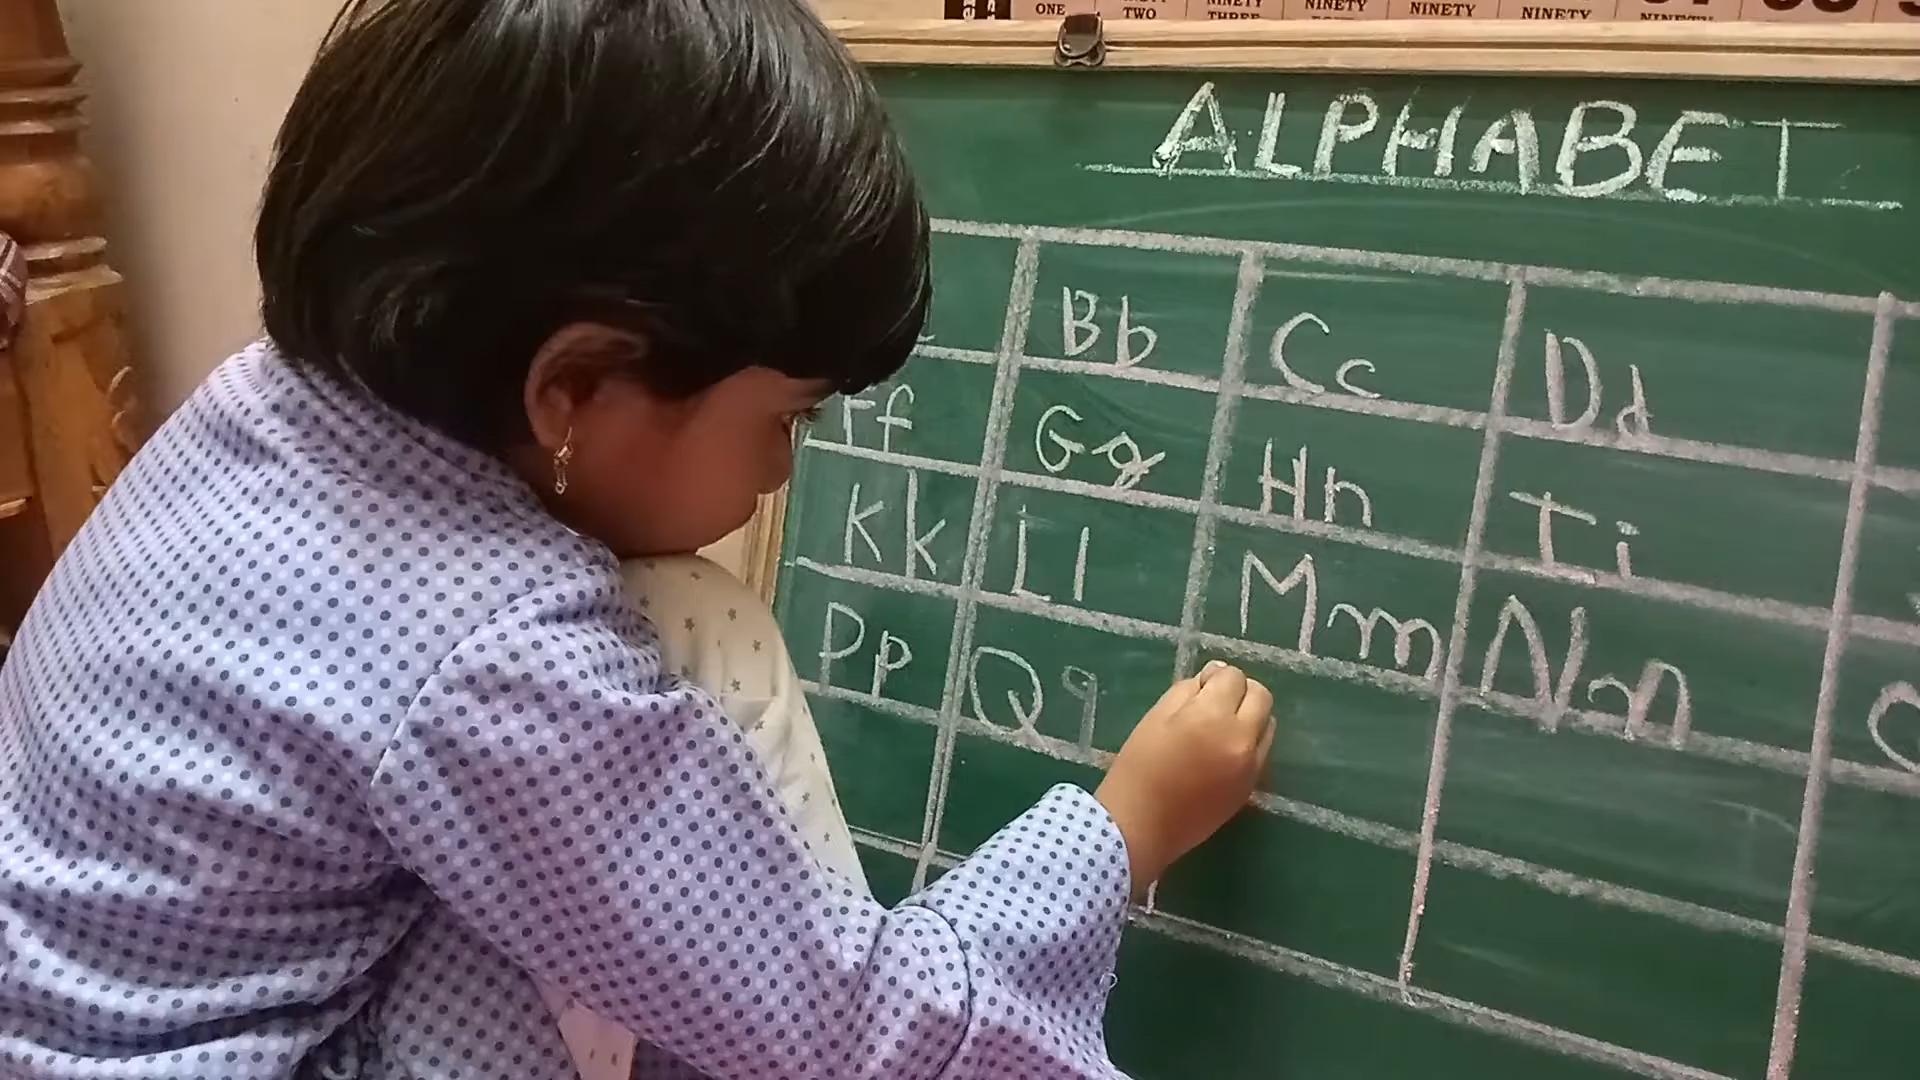 ONE TWO NINETY THREE NINETY NINETY NINETY NINETY
ALPHABET
Bb Cc Dd
Ff Gg Hh Ii
Kk Ll Mm Nn
Pp Qq